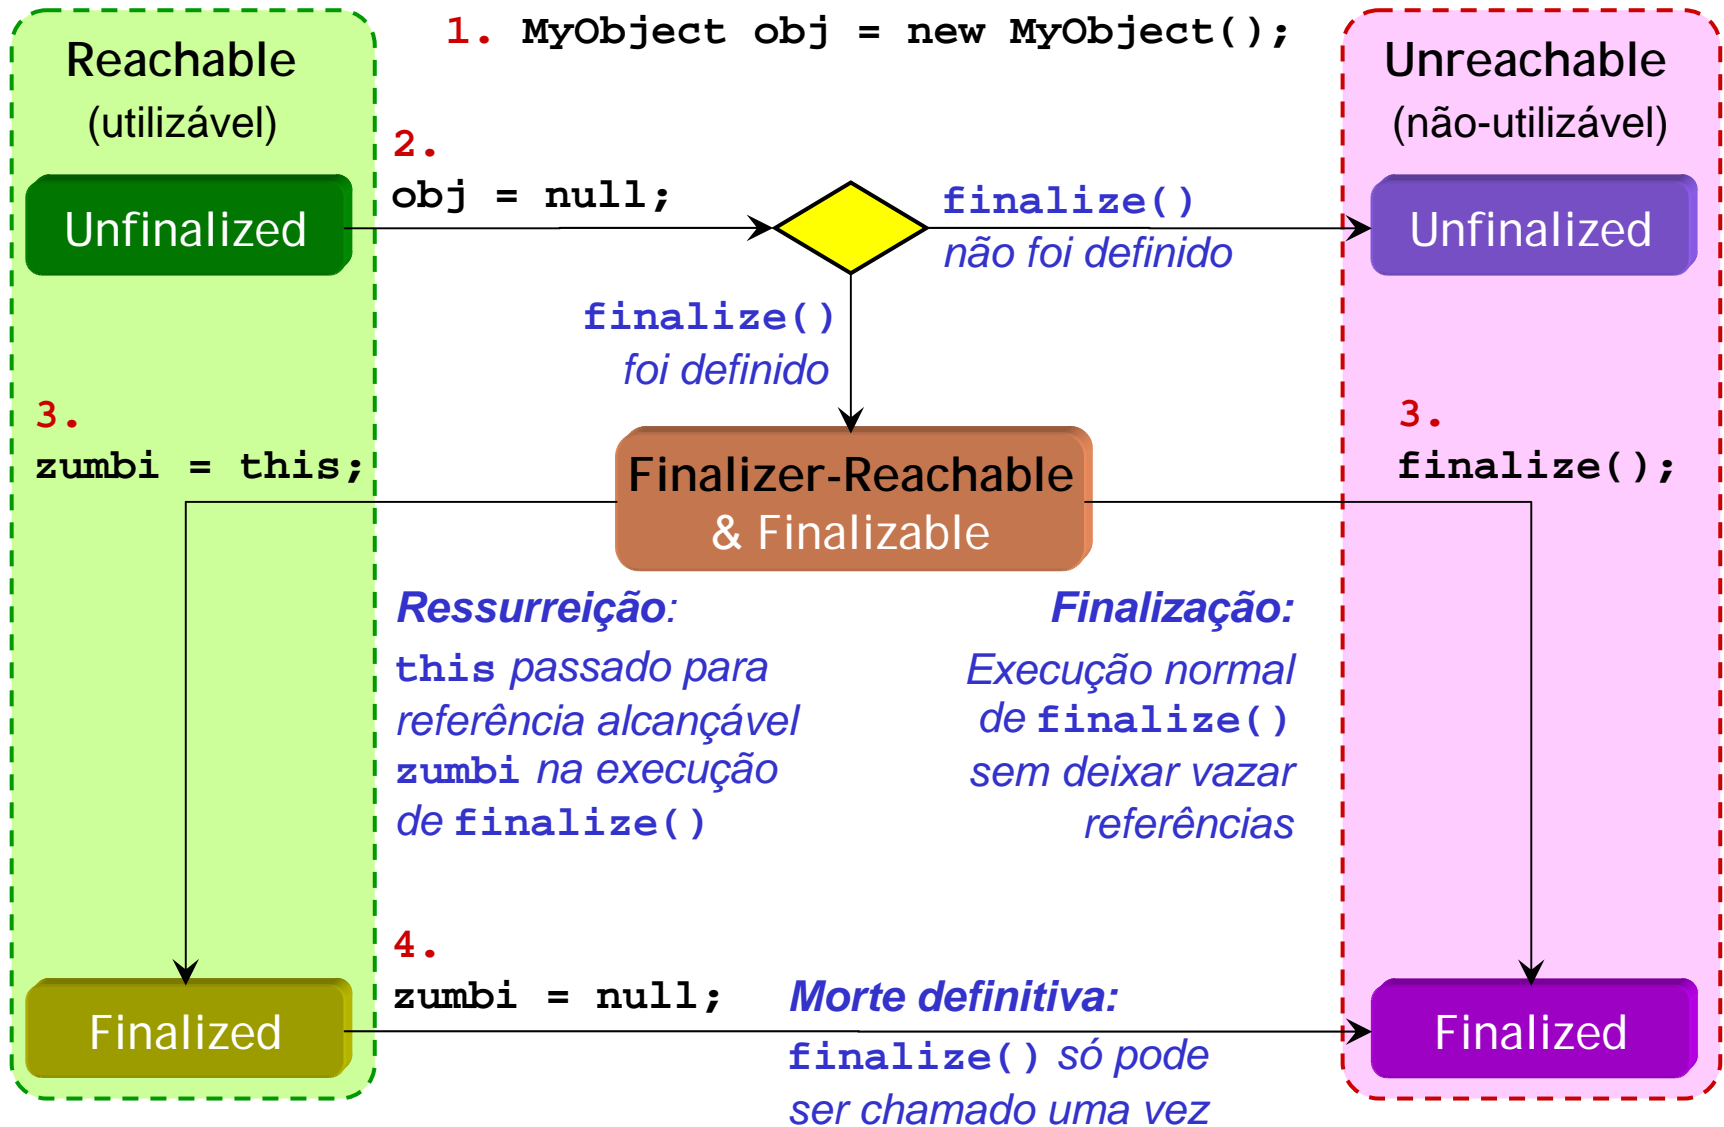 1. MyObject obj = new MyObject();
Reachable
(utilizável)
Unreachable
(não-utilizável)
2.
obj = null;
Unfinalized
finalize()
não foi definido
Unfinalized
finalize()
foi definido
3.
zumbi = this;
3.
finalize();
Finalizer-Reachable
& Finalizable
Ressurreição:
this passado para
referência alcançável
zumbi na execução
de finalize()
Finalização:
Execução normal
de finalize()
sem deixar vazar
referências
4.
zumbi = null;
Finalized
Morte definitiva:
finalize() só pode
ser chamado uma vez
Finalized